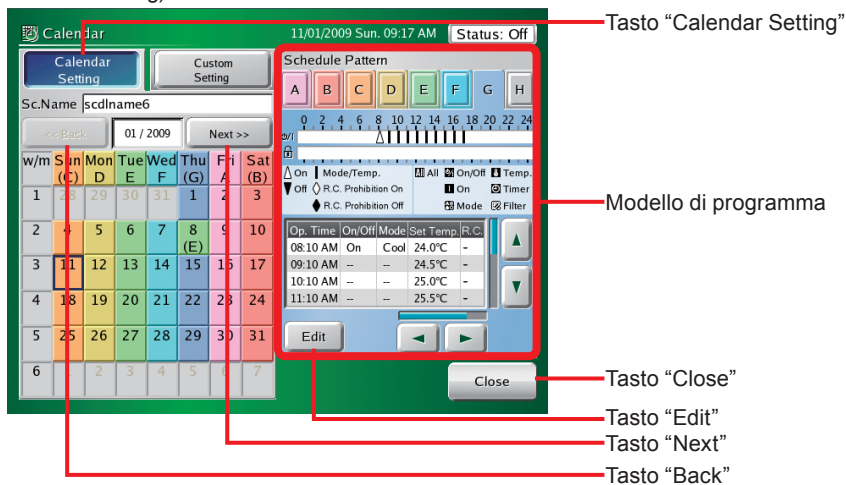 Calendar
11/01/2009 Sun. 09:17 AM
Status: Off
Tasto “Calendar Setting”
Calendar
Setting
Custom
Setting
Schedule Pattern
A B C D E F G H
Sc.Name scdlname6
<< Back 01 / 2009 Next >>
0 2 4 6 8 10 12 14 16 18 20 22 24
w/m Sun Mon Tue Wed Thu Fri Sat
(C) D E F (G) A (B)
1 28 29 30 31 1 2 3
2 4 5 6 7 8 9 10
(E)
3 11 12 13 14 15 16 17
4 18 19 20 21 22 23 24
5 25 26 27 28 29 30 31
6 1 2 3 4 5 6 7
On Mode/Temp. All On/Off Temp.
Off R.C. Prohibition On On Timer
R.C. Prohibition Off Mode Filter
Modello di programma
Op. Time On/Off Mode Set Temp. R.C.
08:10 AM On Cool 24.0°C -
09:10 AM -- -- 24.5°C -
10:10 AM -- -- 25.0°C -
11:10 AM -- -- 25.5°C -
Edit
Close
Tasto “Close”
Tasto “Edit”
Tasto “Next”
Tasto “Back”